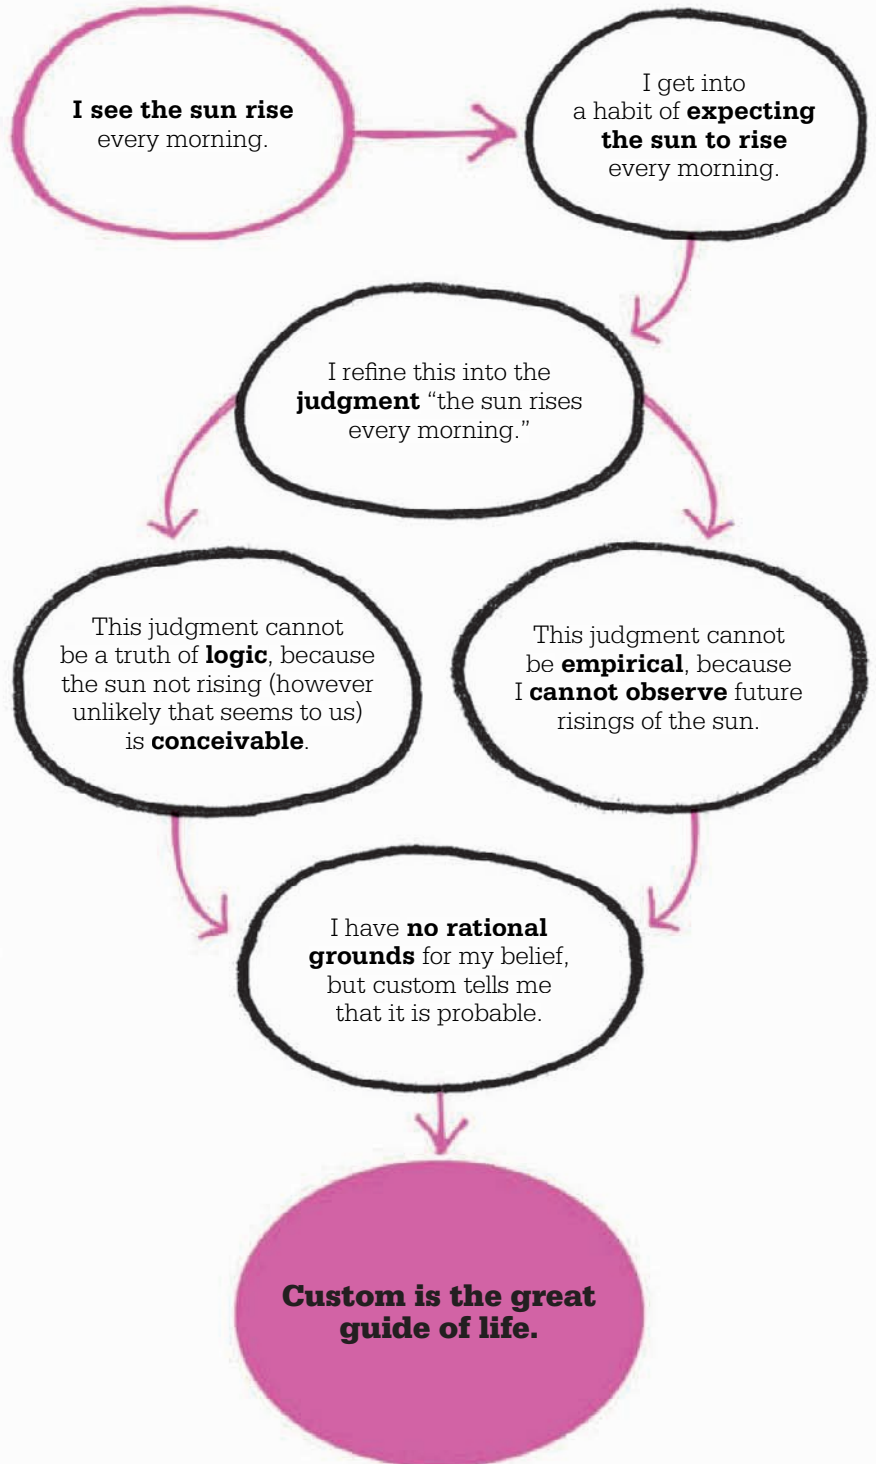 I see the sun rise
every morning.
I get into
a habit of expecting
the sun to rise
every morning.
I refine this into the
judgment “the sun rises
every morning.”
This judgment cannot
be a truth of logic, because
the sun not rising (however
unlikely that seems to us)
is conceivable.
This judgment cannot
be empirical, because
I cannot observe future
risings of the sun.
I have no rational
grounds for my belief,
but custom tells me
that it is probable.
Custom is the great
guide of life.